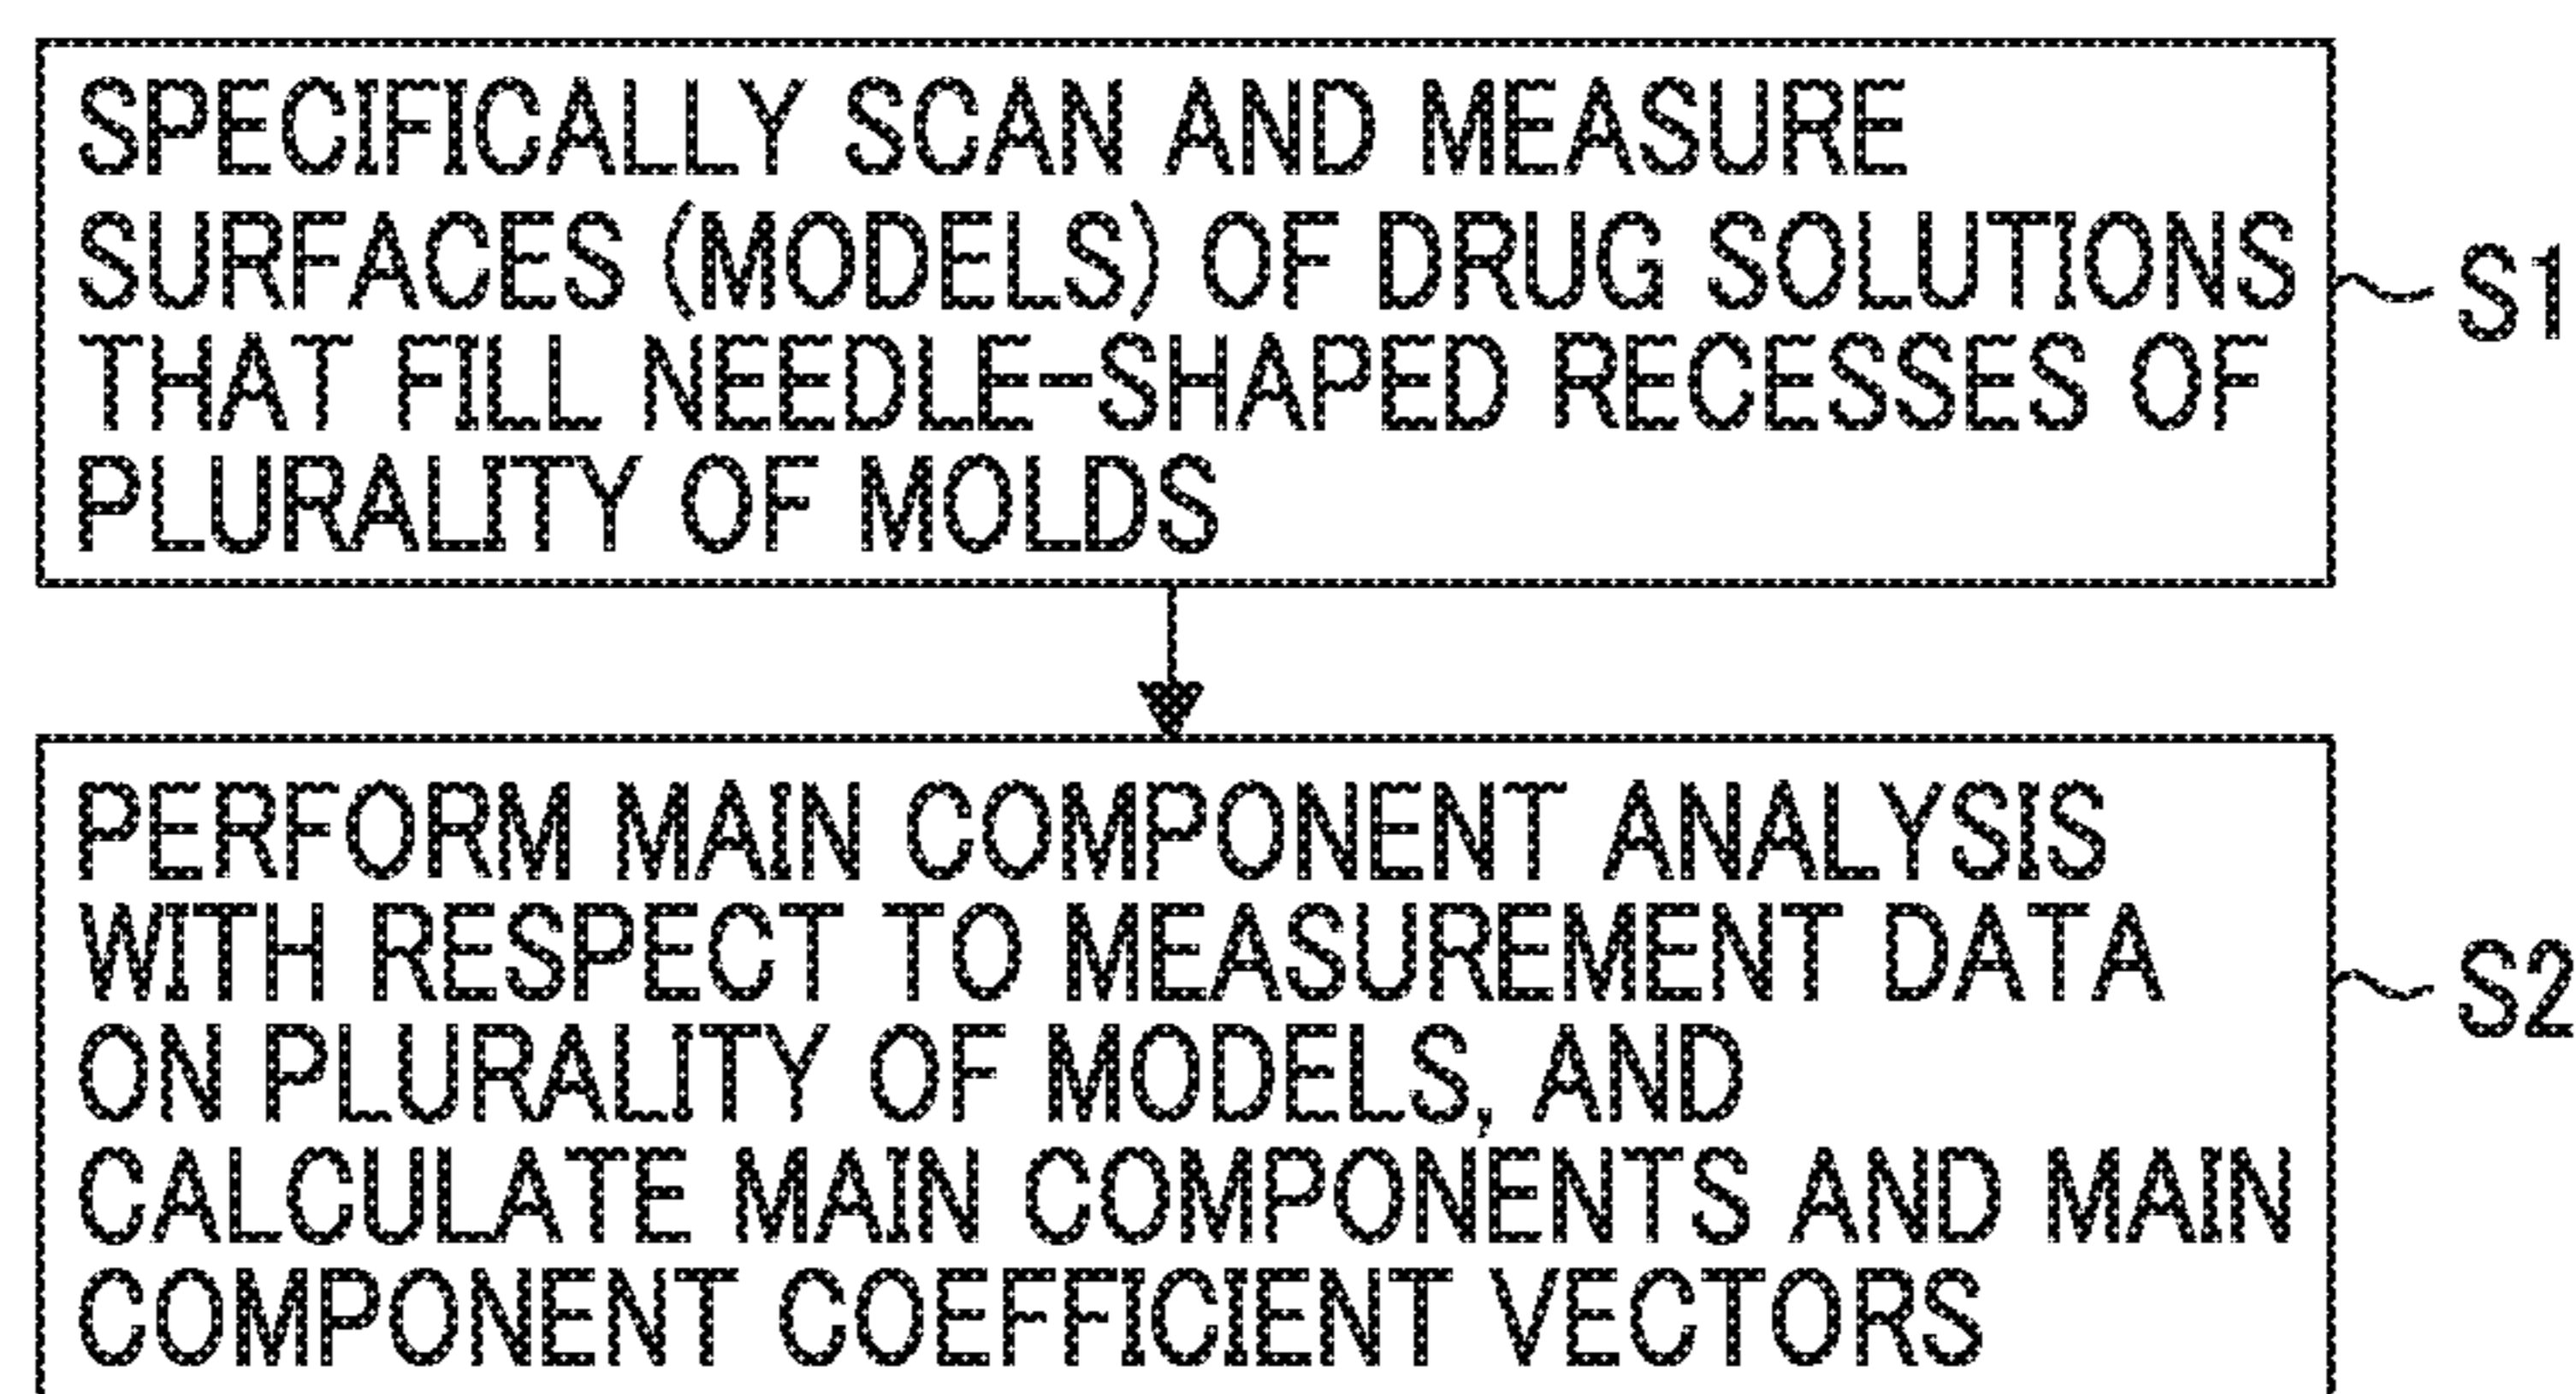 SPECIFICALLY SCAN AND MEASURE
SURFACES (MODELS) OF DRUG SOLUTIONS
THAT FILL NEEDLE-SHAPED RECESSES OF
PLURALITY OF MOLDS
S1
PERFORM MAIN COMPONENT ANALYSIS
WITH RESPECT TO MEASUREMENT DATA
ON PLURALITY OF MODELS, AND
CALCULATE MAIN COMPONENTS AND MAIN
COMPONENT COEFFICIENT VECTORS
S2